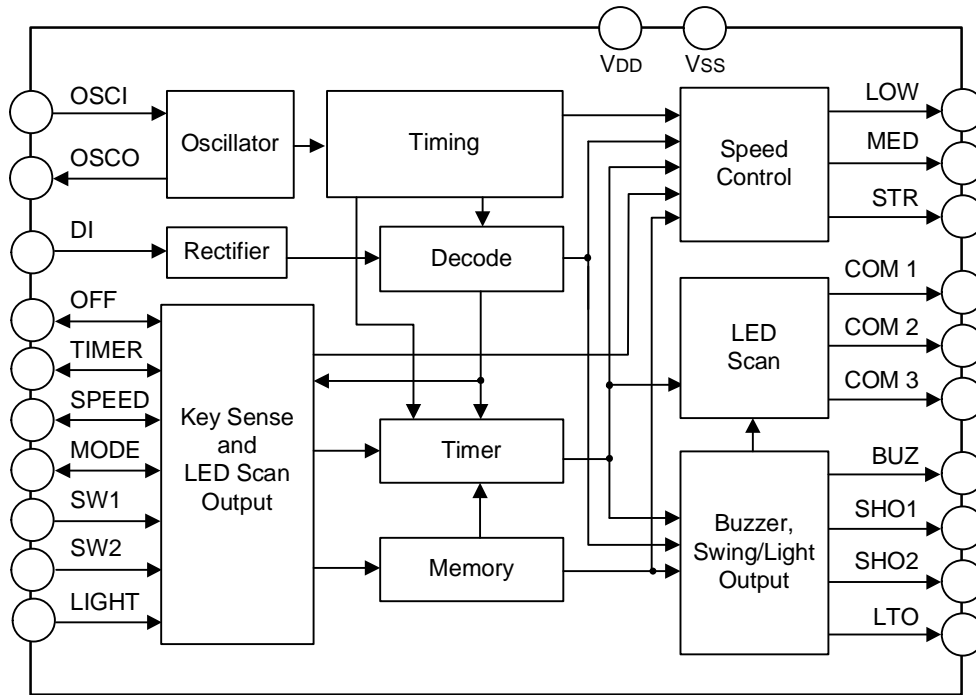 VDD
VSS
OSCI
OSCO
DI
OFF
TIMER
SPEED
MODE
SW1
SW2
LIGHT
Oscillator
Timing
Rectifier
Decode
Key Sense
and
LED Scan
Output
Timer
Memory
Speed
Control
LED
Scan
Buzzer,
Swing/Light
Output
LOW
MED
STR
COM 1
COM 2
COM 3
BUZ
SHO1
SHO2
LTO